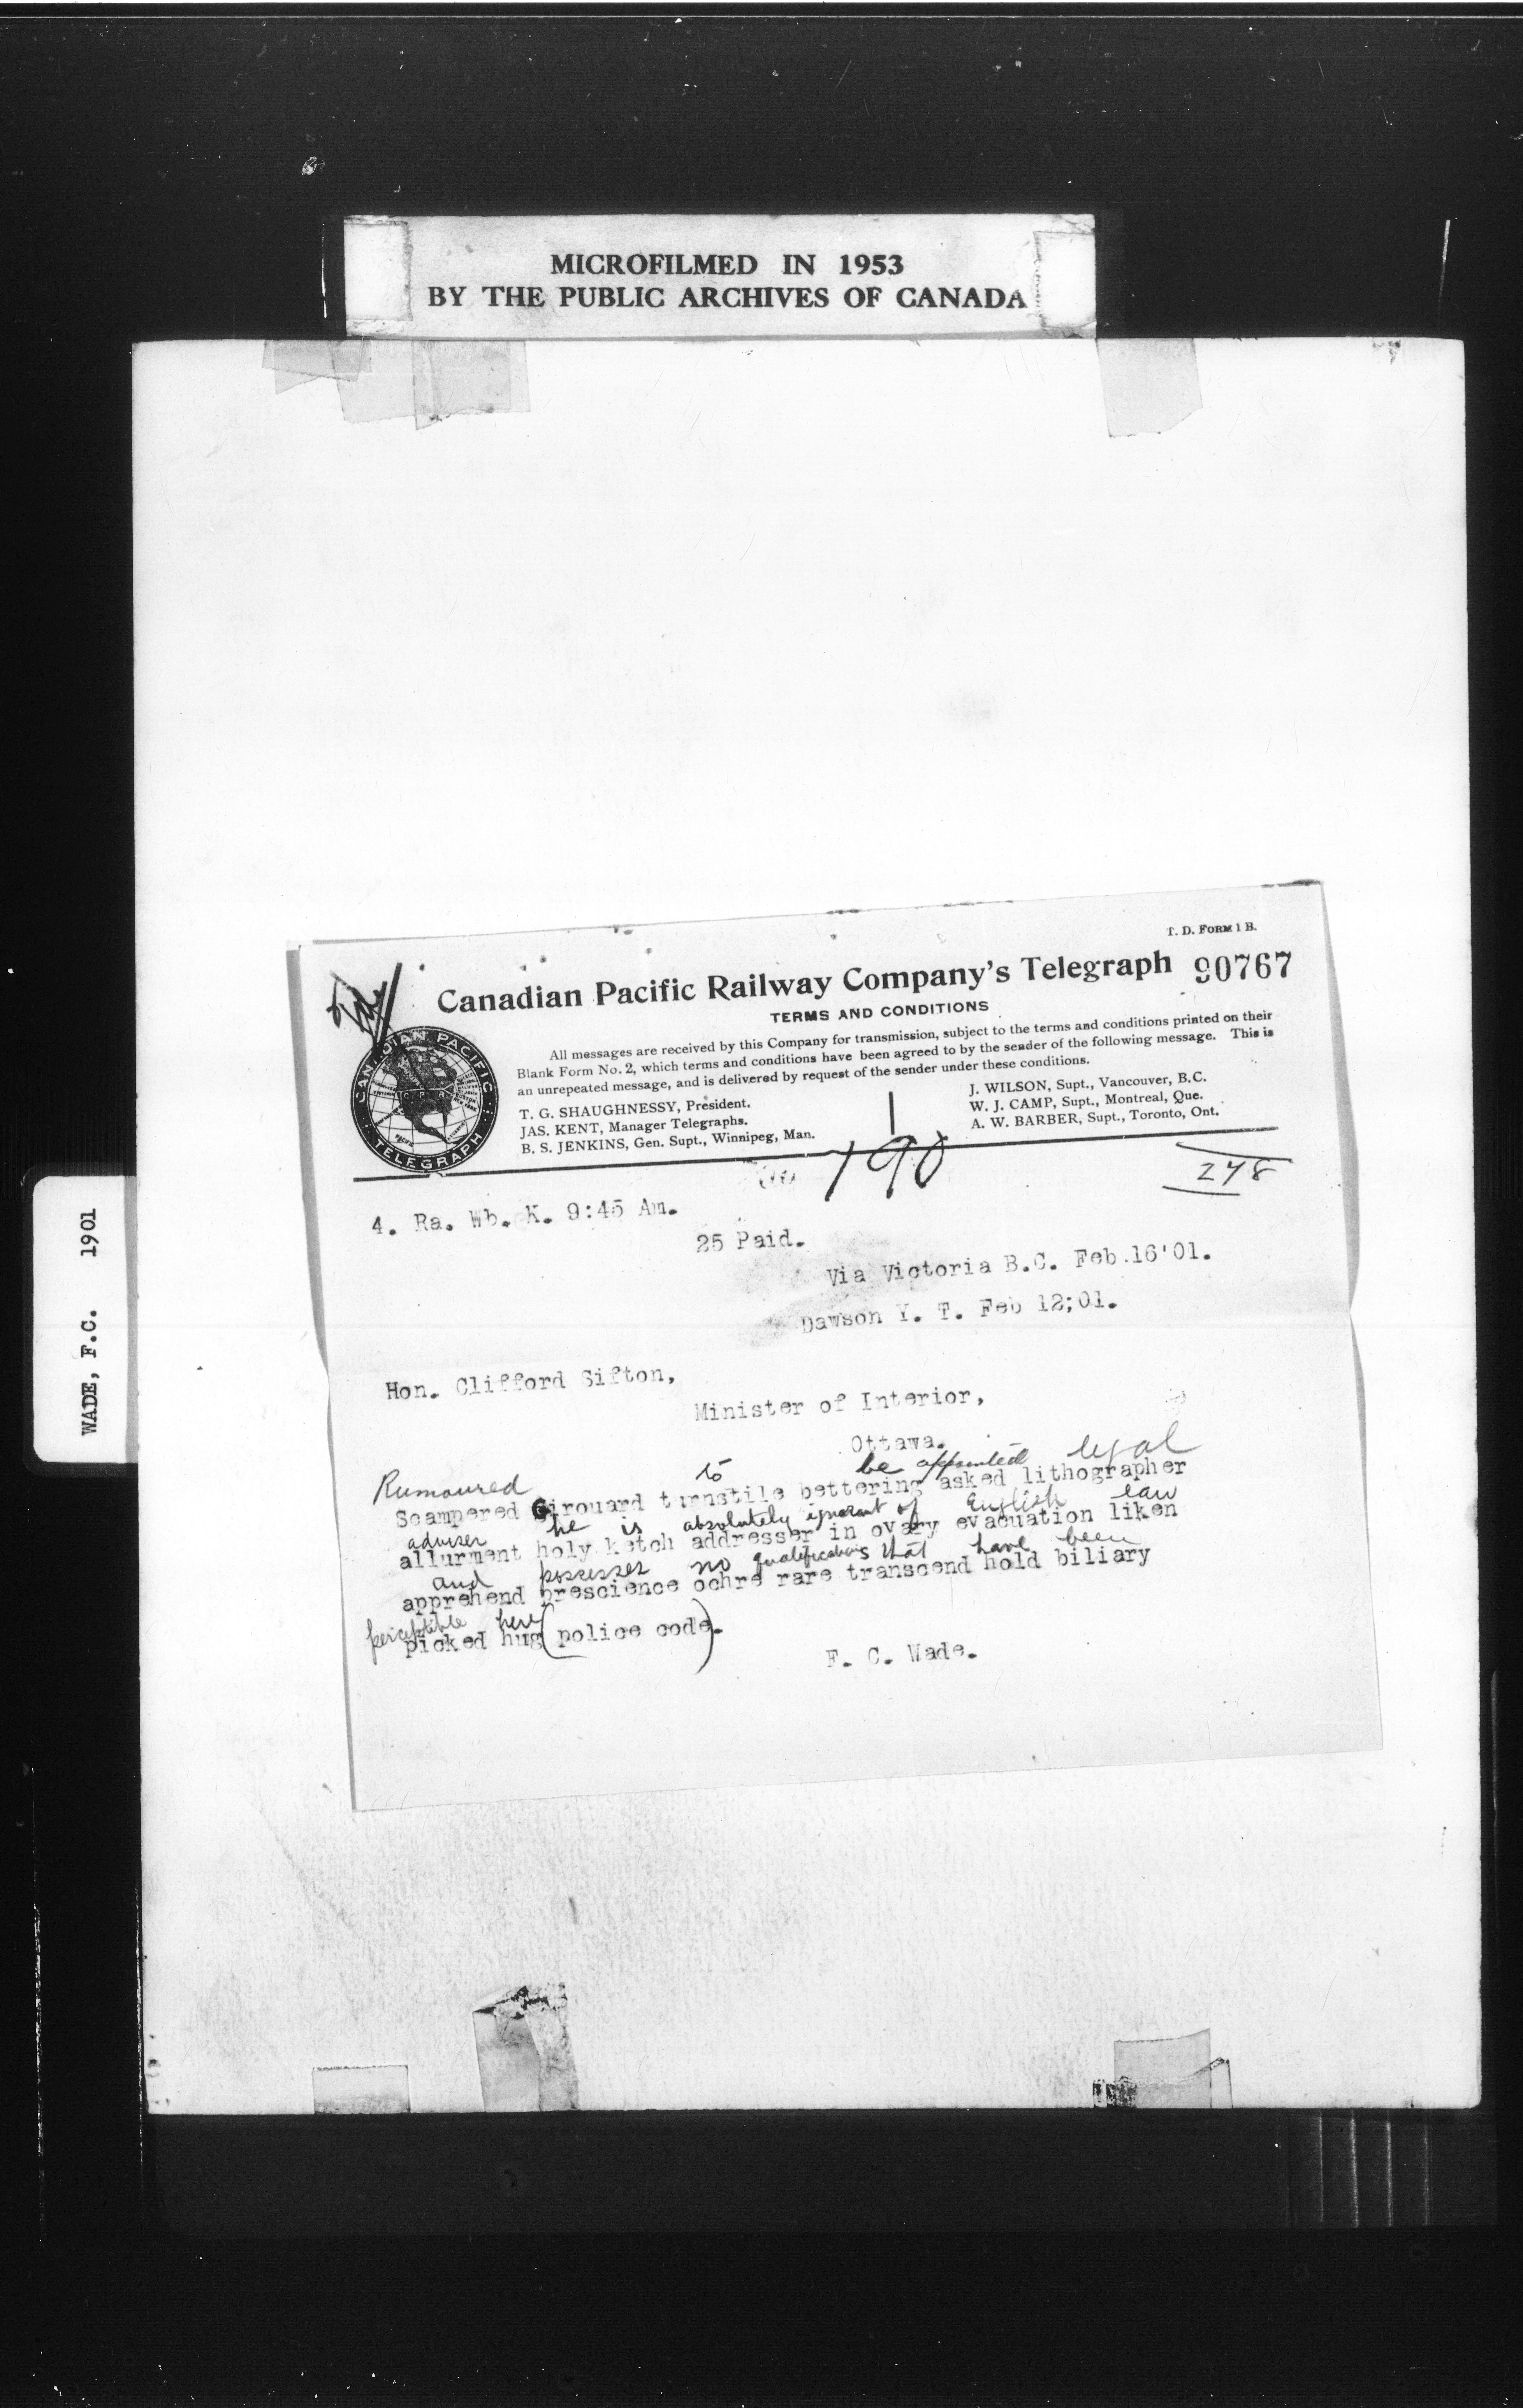 MICROFILMED IN 1953
BY THE PUBLIC ARCHIVES OF CANADA
WADE, F.C. 1901
T. D. FORM 1 B.
Canadian Pacific Railway Company's Telegraph 90767
TERMS AND CONDITIONS
All messages are received by this Company for transmission, subject to the terms and conditions printed on their
Blank Form No. 2, which terms and conditions have been agreed to by the sender of the following message. This is
an unrepeated message, and is delivered by request of the sender under these conditions.
T. G. SHAUGHNESSY, President.
JAS. KENT, Manager Telegraphs.
B. S. JENKINS, Gen. Supt., Winnipeg, Man.
J. WILSON, Supt., Vancouver, B.C.
W. J. CAMP, Supt., Montreal, Que.
A. W. BARBER, Supt., Toronto, Ont.
CANADIAN PACIFIC
C.P.R.
TELEGRAPH
190
278
4. Ra. Wb. K. 9:45 Am.
25 Paid.
Via Victoria B.C. Feb.16'01.
Dawson Y. T. Feb 12;01.
Hon. Clifford Sifton,
Minister of Interior,
Ottawa.
Rumoured to be appointed legal
Scampered Girouard turnstile bettering asked lithographer
adviser he is absolutely ignorant of English law
allurment holy ketch addresser in ovary evacuation liken
and possesses no qualifications that have been
apprehend prescience ochre rare transcend hold biliary
perceptible here
picked hug (police code).
F. C. Wade.